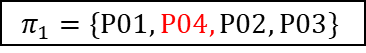 π₁ = {P01, P04, P02, P03}